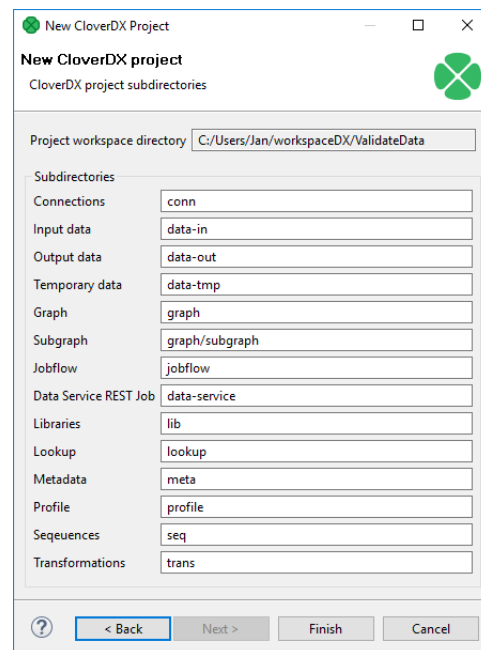 New CloverDX Project
New CloverDX project
CloverDX project subdirectories
Project workspace directory C:/Users/Jan/workspaceDX/ValidateData
Subdirectories
Connections conn
Input data data-in
Output data data-out
Temporary data data-tmp
Graph graph
Subgraph graph/subgraph
Jobflow jobflow
Data Service REST Job data-service
Libraries lib
Lookup lookup
Metadata meta
Profile profile
Seqeuences seq
Transformations trans
? < Back Next > Finish Cancel